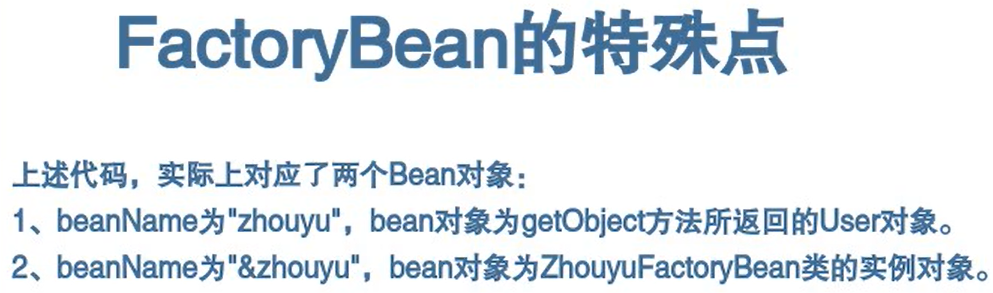 FactoryBean的特殊点
上述代码，实际上对应了两个Bean对象：
1、beanName为"zhouyu"，bean对象为getObject方法所返回的User对象。
2、beanName为"&zhouyu"，bean对象为ZhouyuFactoryBean类的实例对象。